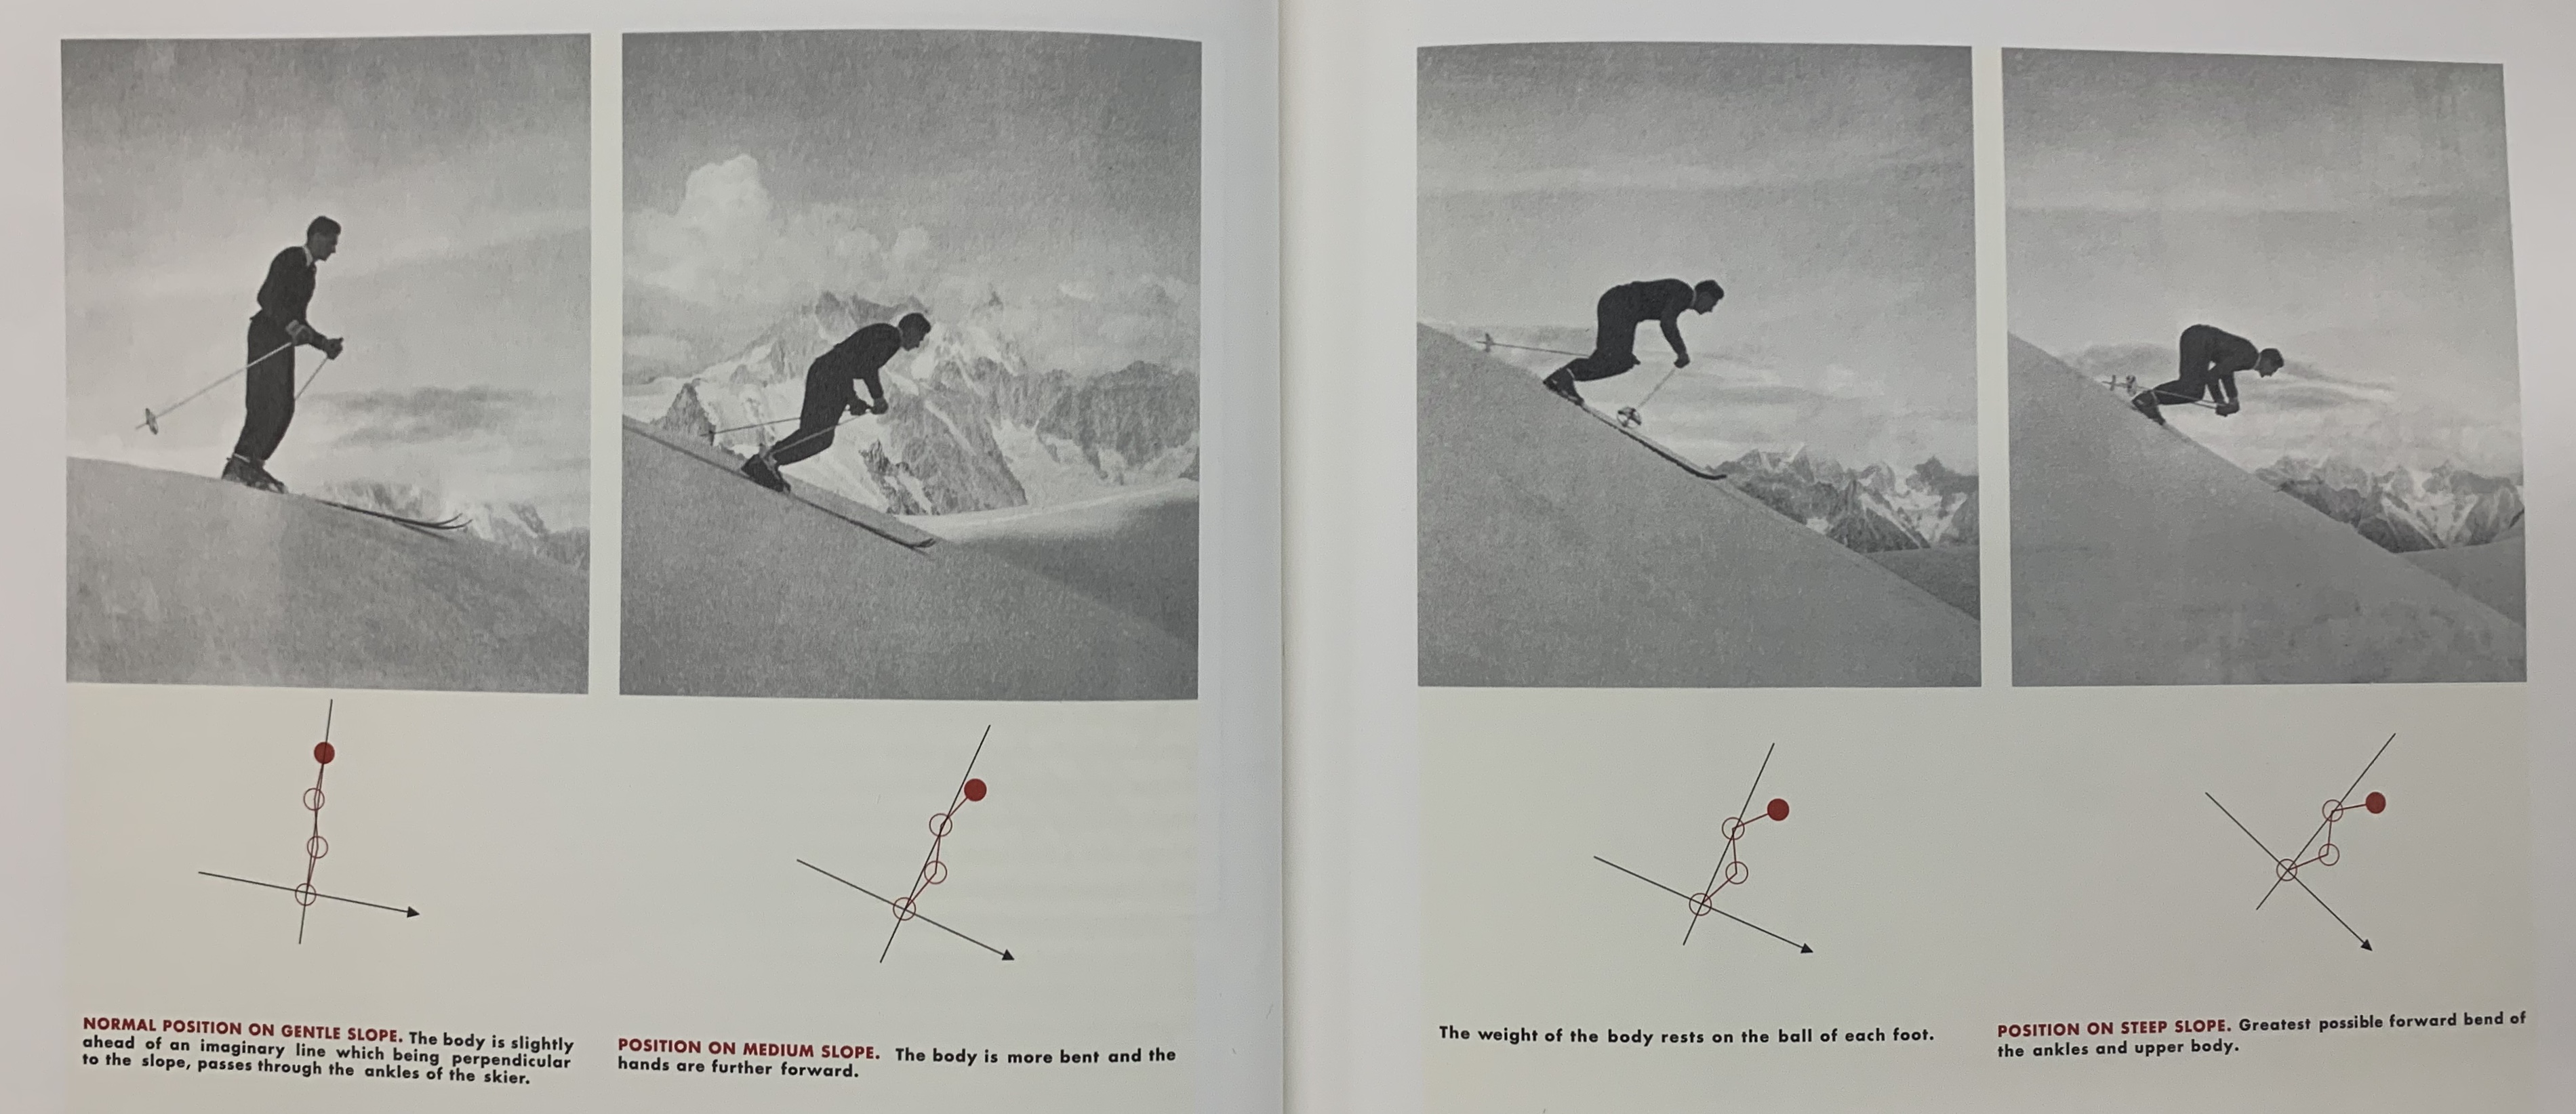 NORMAL POSITION ON GENTLE SLOPE. The body is slightly
ahead of an imaginary line which being perpendicular
to the slope, passes through the ankles of the skier.
POSITION ON MEDIUM SLOPE. The body is more bent and the
hands are further forward.
The weight of the body rests on the ball of each foot.
POSITION ON STEEP SLOPE. Greatest possible forward bend of
the ankles and upper body.